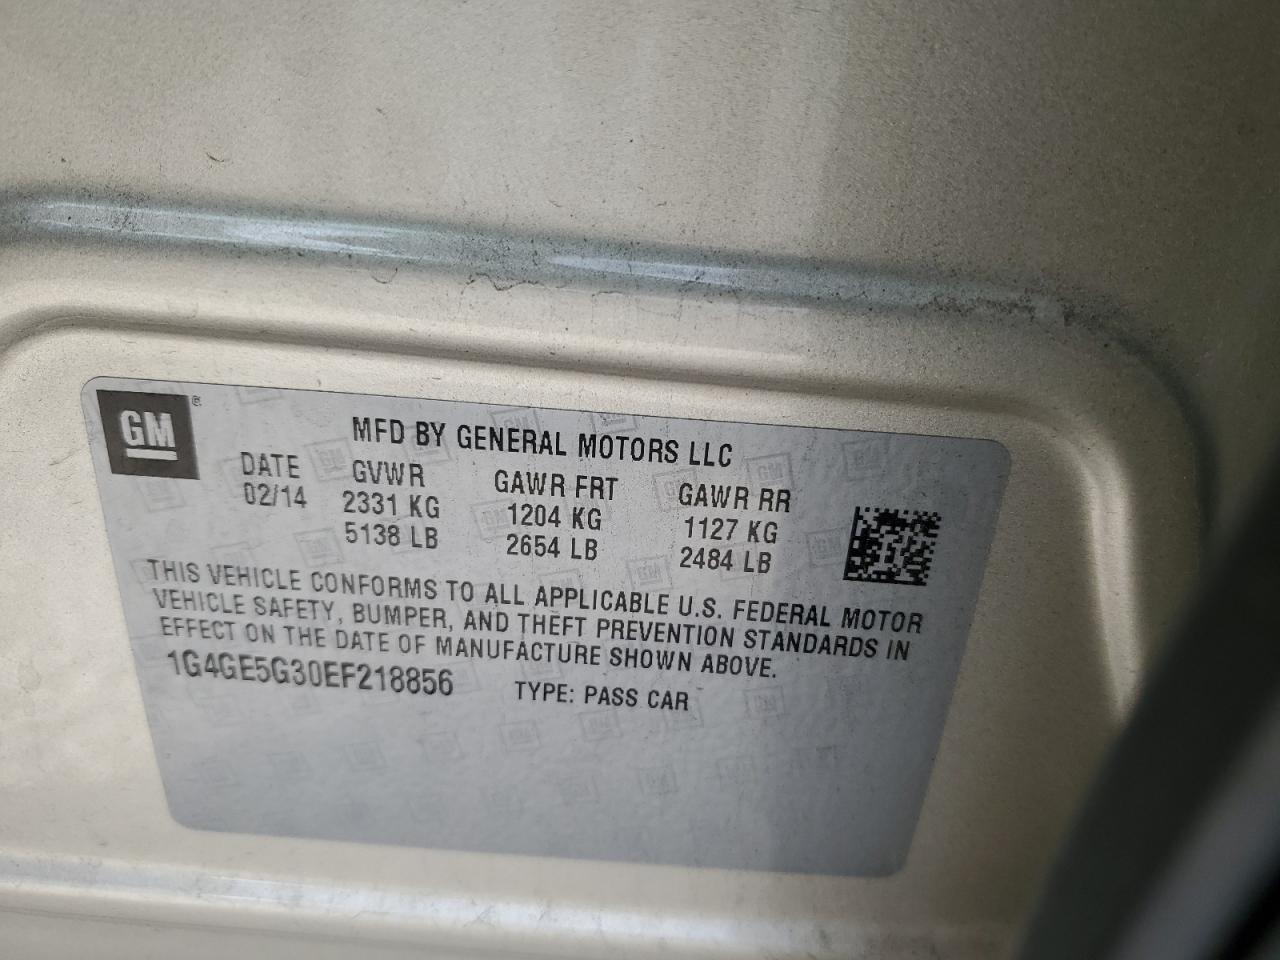 GM ®
MFD BY GENERAL MOTORS LLC
DATE GVWR GAWR FRT GAWR RR
02/14 2331 KG 1204 KG 1127 KG
5138 LB 2654 LB 2484 LB
THIS VEHICLE CONFORMS TO ALL APPLICABLE U.S. FEDERAL MOTOR
VEHICLE SAFETY, BUMPER, AND THEFT PREVENTION STANDARDS IN
EFFECT ON THE DATE OF MANUFACTURE SHOWN ABOVE.
1G4GE5G30EF218856 TYPE: PASS CAR